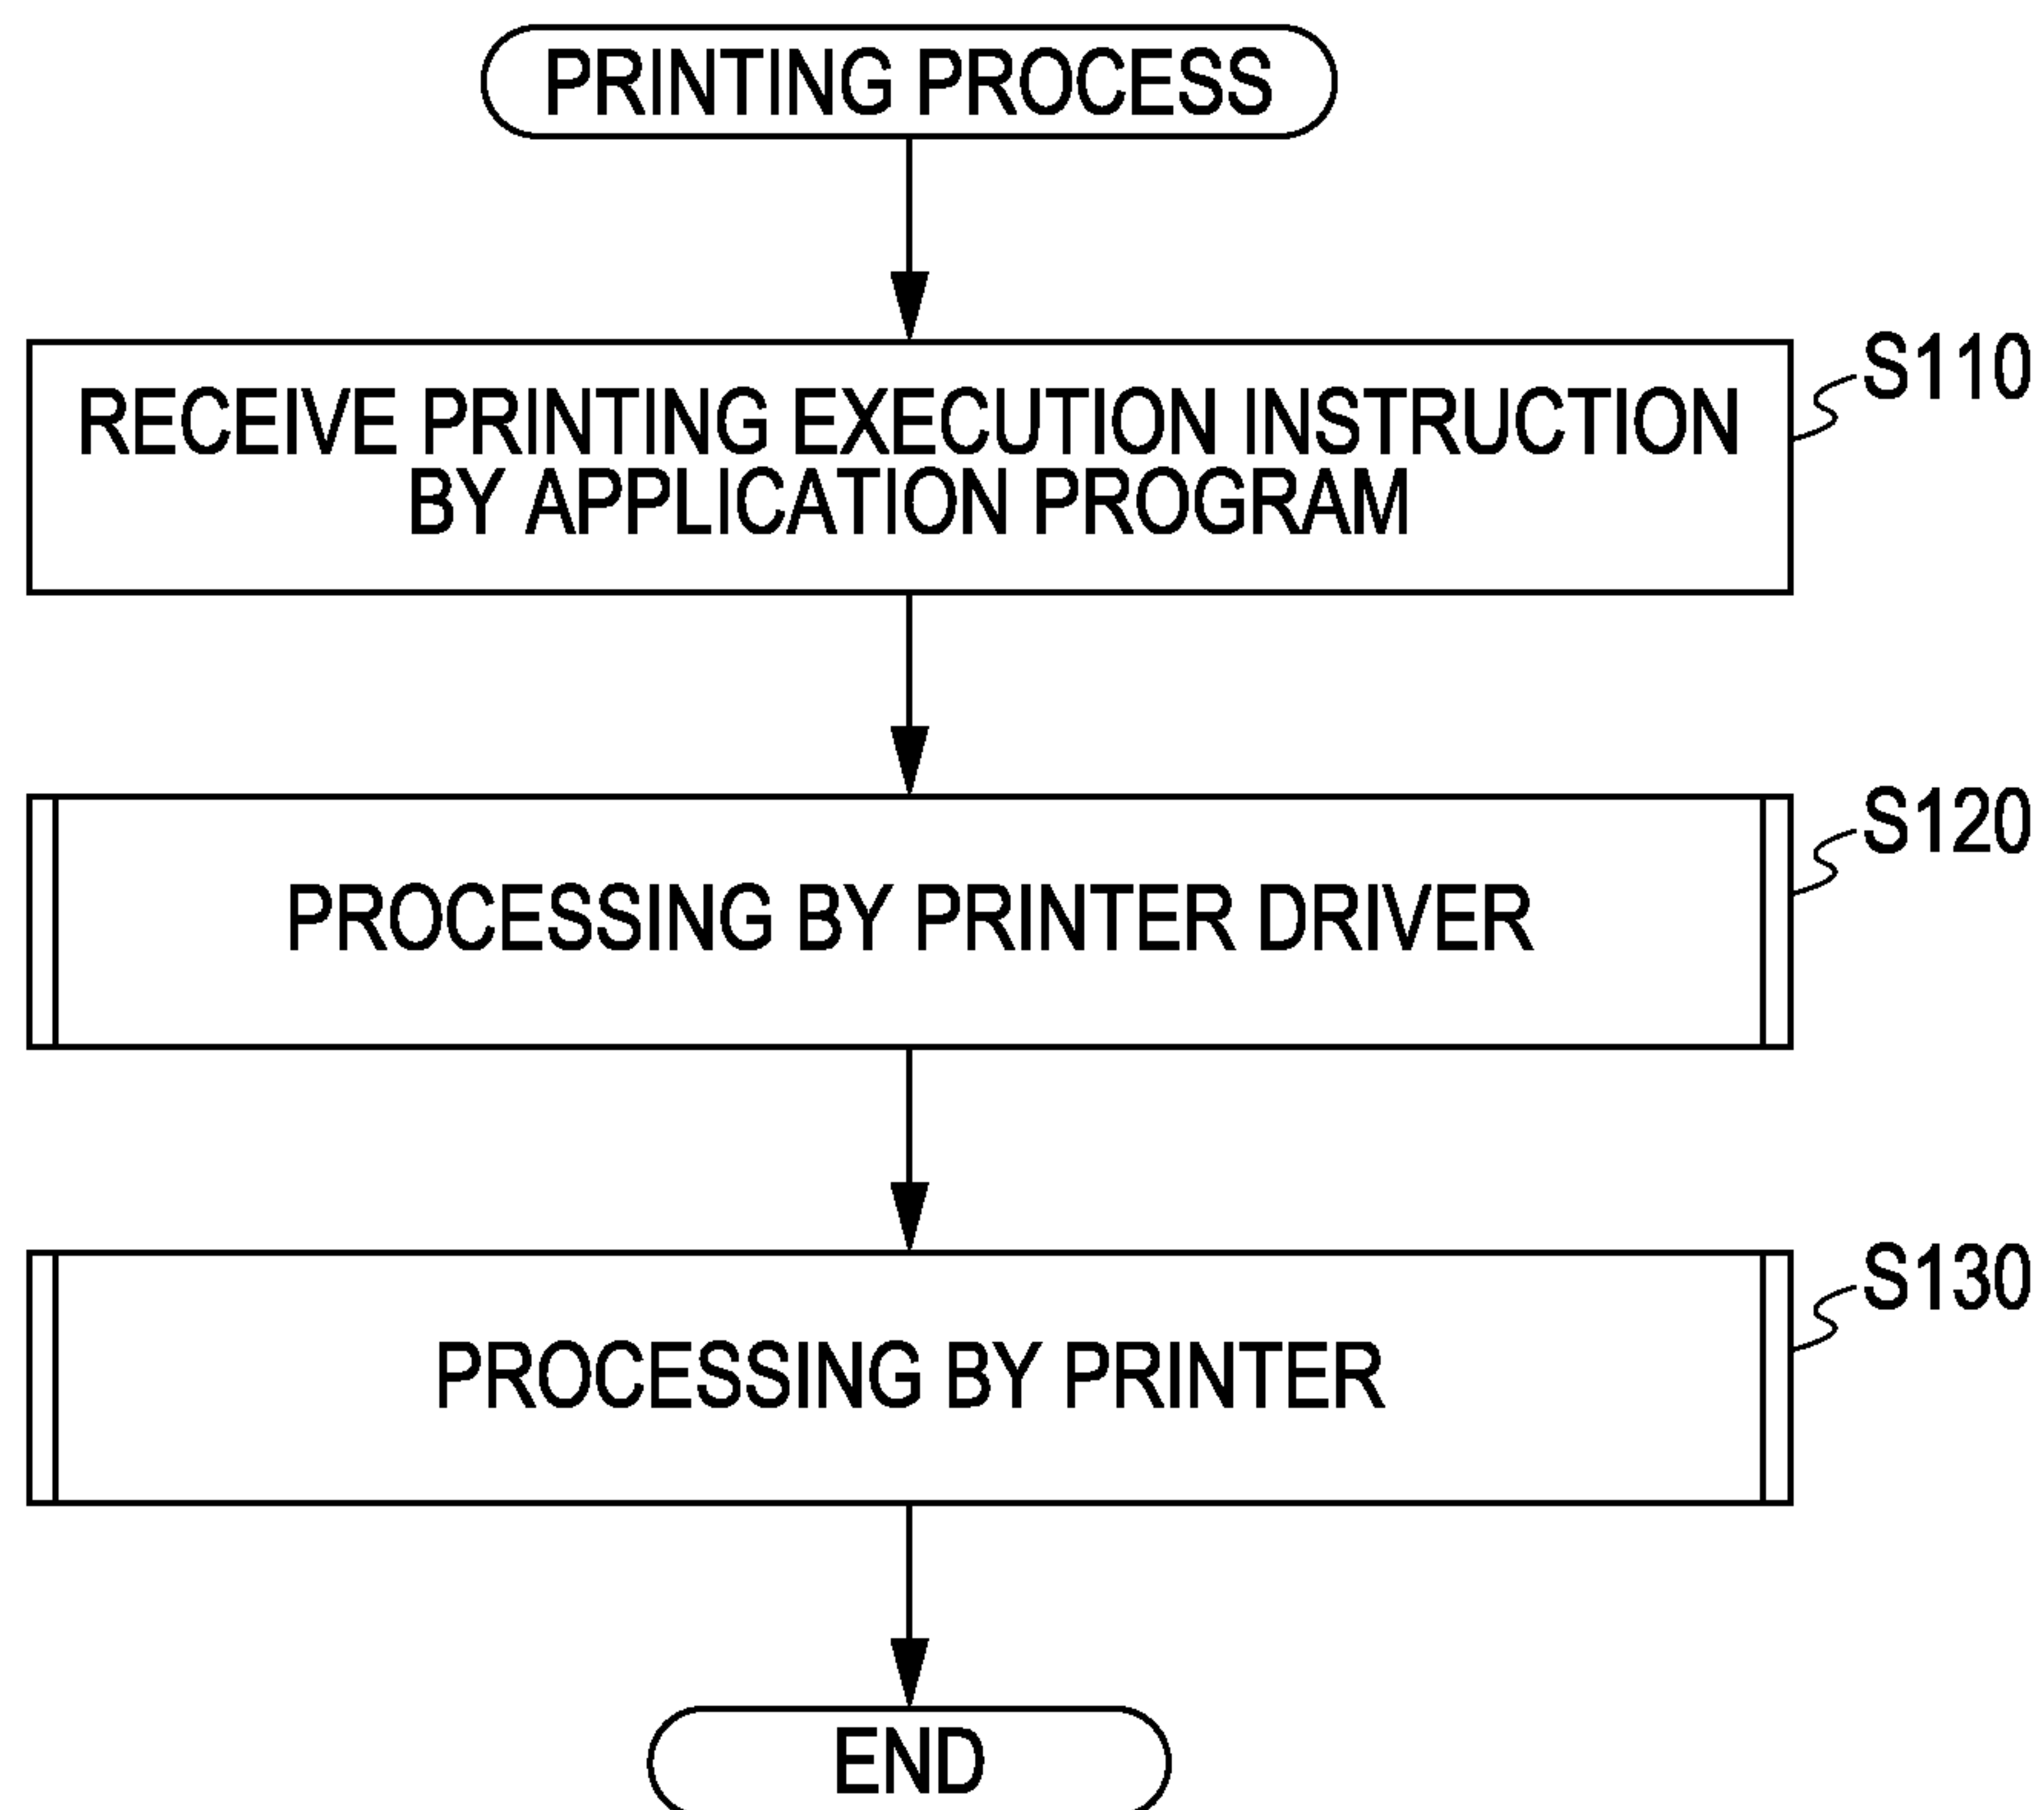 PRINTING PROCESS
RECEIVE PRINTING EXECUTION INSTRUCTION
BY APPLICATION PROGRAM
S110
PROCESSING BY PRINTER DRIVER
S120
PROCESSING BY PRINTER
S130
END